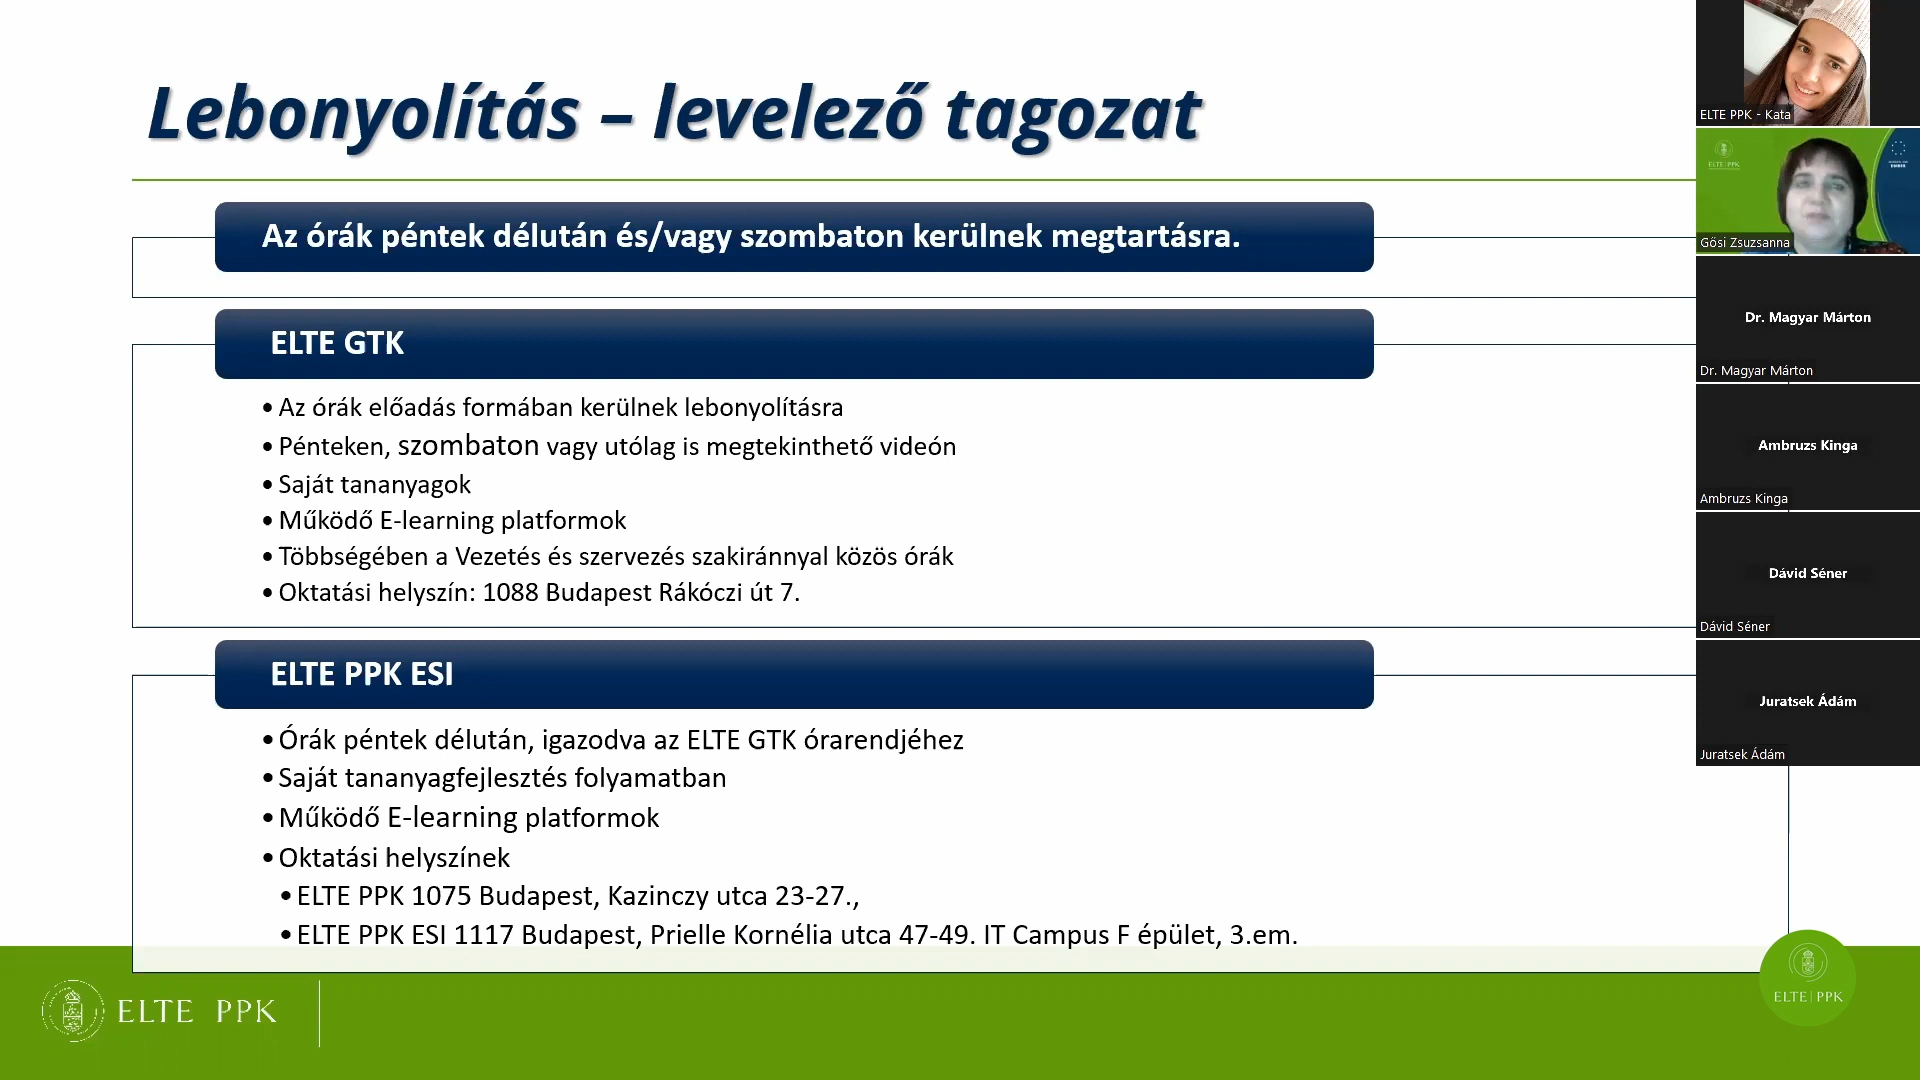 Lebonyolítás – levelező tagozat
Az órák péntek délután és/vagy szombaton kerülnek megtartásra.
ELTE GTK
• Az órák előadás formában kerülnek lebonyolításra
• Pénteken, szombaton vagy utólag is megtekinthető videón
• Saját tananyagok
• Működő E-learning platformok
• Többségében a Vezetés és szervezés szakiránnyal közös órák
• Oktatási helyszín: 1088 Budapest Rákóczi út 7.
ELTE PPK ESI
• Órák péntek délután, igazodva az ELTE GTK órarendjéhez
• Saját tananyagfejlesztés folyamatban
• Működő E-learning platformok
• Oktatási helyszínek
• ELTE PPK 1075 Budapest, Kazinczy utca 23-27.,
• ELTE PPK ESI 1117 Budapest, Prielle Kornélia utca 47-49. IT Campus F épület, 3.em.
ELTE PPK
ELTE | PPK
ELTE PPK - Kata
ELTE | PPK
Gősi Zsuzsanna
Dr. Magyar Márton
Dr. Magyar Márton
Ambruzs Kinga
Ambruzs Kinga
Dávid Séner
Dávid Séner
Juratsek Ádám
Juratsek Ádám